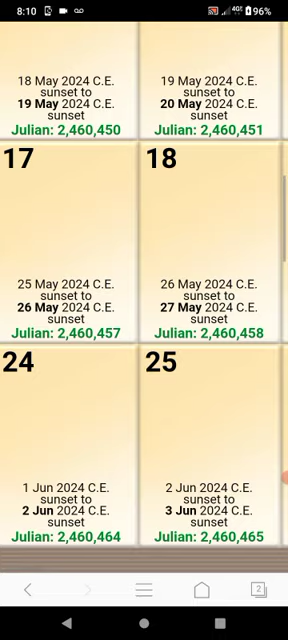 8:10 4G 96%
18 May 2024 C.E. 19 May 2024 C.E.
sunset to sunset to
19 May 2024 C.E. 20 May 2024 C.E.
sunset sunset
Julian: 2,460,450 Julian: 2,460,451
17 18
25 May 2024 C.E. 26 May 2024 C.E.
sunset to sunset to
26 May 2024 C.E. 27 May 2024 C.E.
sunset sunset
Julian: 2,460,457 Julian: 2,460,458
24 25
1 Jun 2024 C.E. 2 Jun 2024 C.E.
sunset to sunset to
2 Jun 2024 C.E. 3 Jun 2024 C.E.
sunset sunset
Julian: 2,460,464 Julian: 2,460,465
2